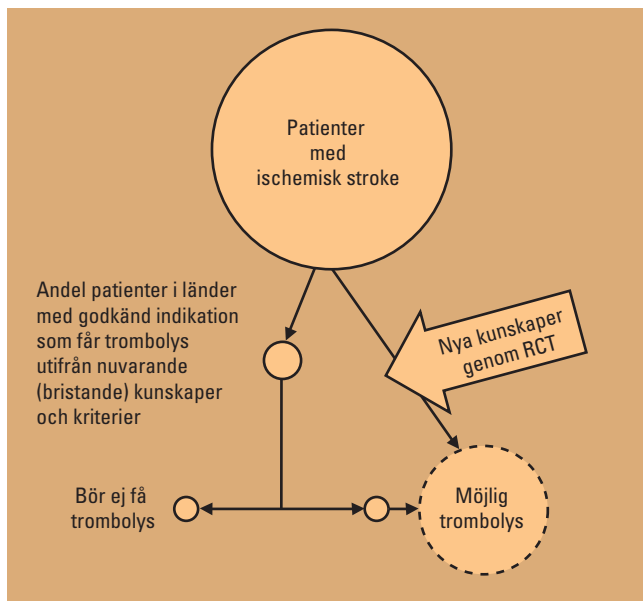 Patienter
med
ischemisk stroke
Andel patienter i länder
med godkänd indikation
som får trombolys
utifrån nuvarande
(bristande) kunskaper
och kriterier
Nya kunskaper
genom RCT
Bör ej få
trombolys
Möjlig
trombolys